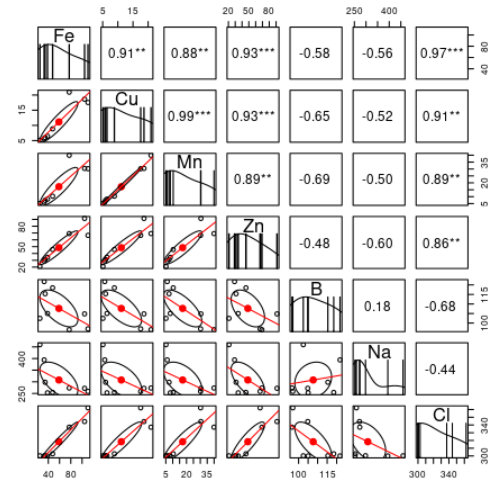 5 15 20 40 60 80 250 400
Fe 0.91** 0.88** 0.93*** -0.58 -0.56 0.97*** 40 80
5 15 Cu 0.99*** 0.93*** -0.65 -0.52 0.91**
Mn 0.89** -0.69 -0.50 0.89** 5 20 35
20 50 80 Zn -0.48 -0.60 0.86**
B 0.18 -0.68 100 115
250 400 Na -0.44
Cl 300 340
40 80 5 15 25 35 100 115 300 340